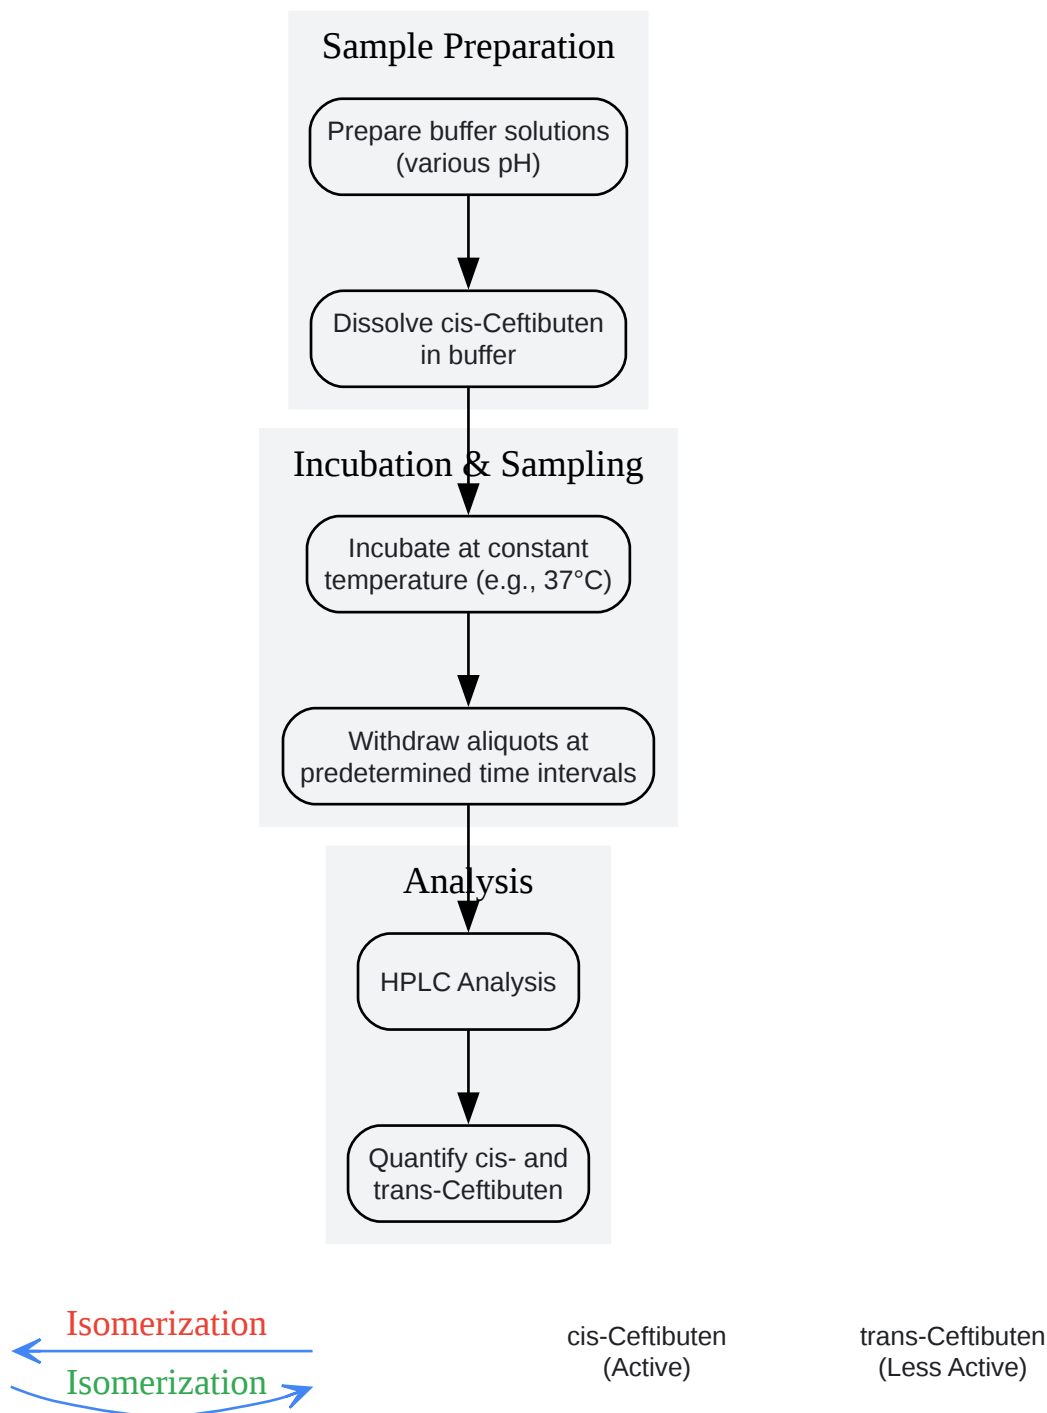 Sample Preparation
Prepare buffer solutions
(various pH)
Dissolve cis-Ceftibuten
in buffer
Incubation & Sampling
Incubate at constant
temperature (e.g., 37°C)
Withdraw aliquots at
predetermined time intervals
Analysis
HPLC Analysis
Quantify cis- and
trans-Ceftibuten
Isomerization
Isomerization
cis-Ceftibuten
(Active)
trans-Ceftibuten
(Less Active)